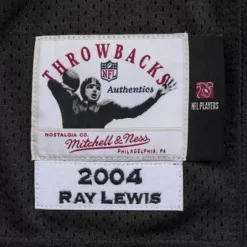 THROWBACKS
NFL
Authentics
NFL PLAYERS
NOSTALGIA CO.
Mitchell & Ness
PHILADELPHIA, PA
2004
RAY LEWIS